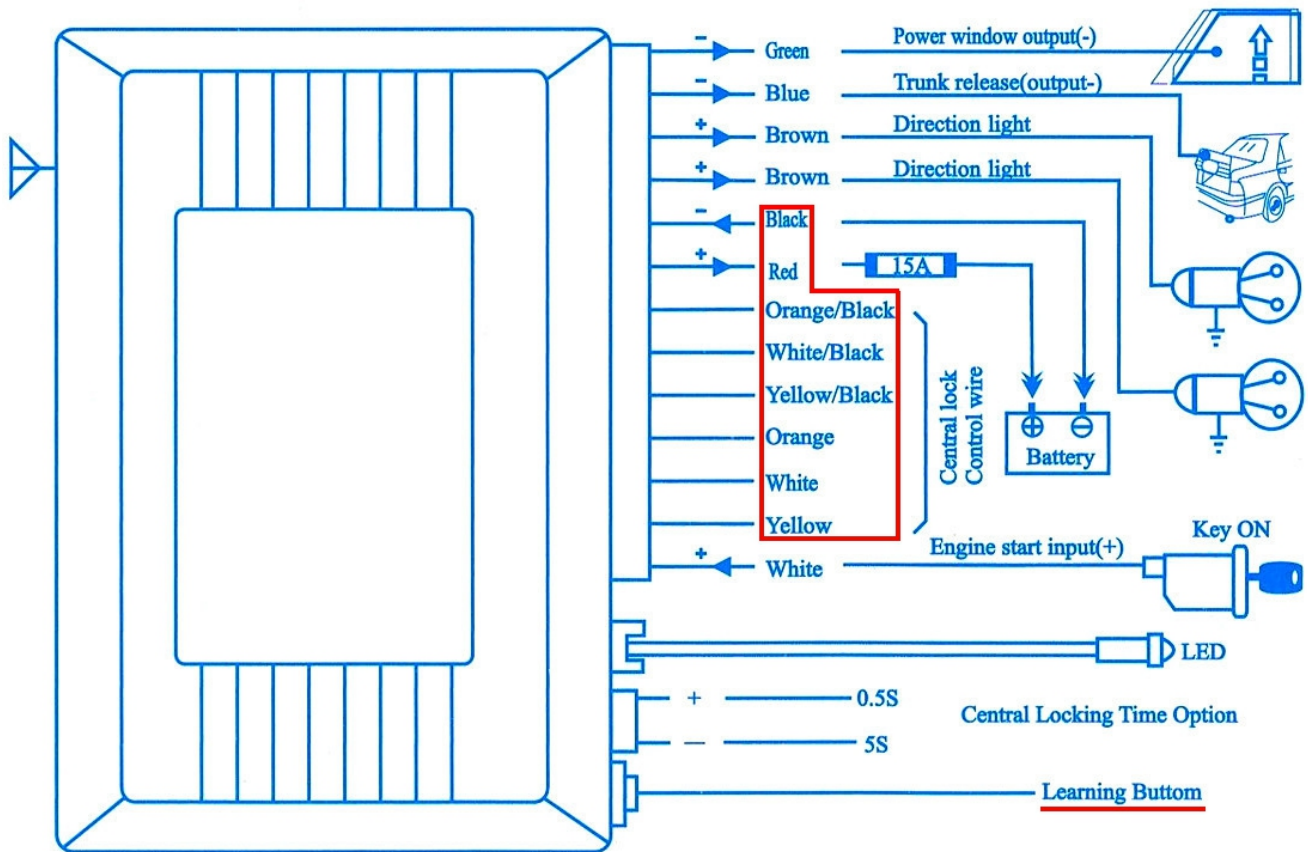 - Green Power window output(-)
- Blue Trunk release(output-)
+ Brown Direction light
+ Brown Direction light
- Black
+ Red 15A
Orange/Black
White/Black
Yellow/Black
Orange
White
Yellow
Central lock
Control wire
+ -
Battery
+ White Engine start input(+)
Key ON
LED
+ 0.5S
— 5S
Central Locking Time Option
Learning Buttom